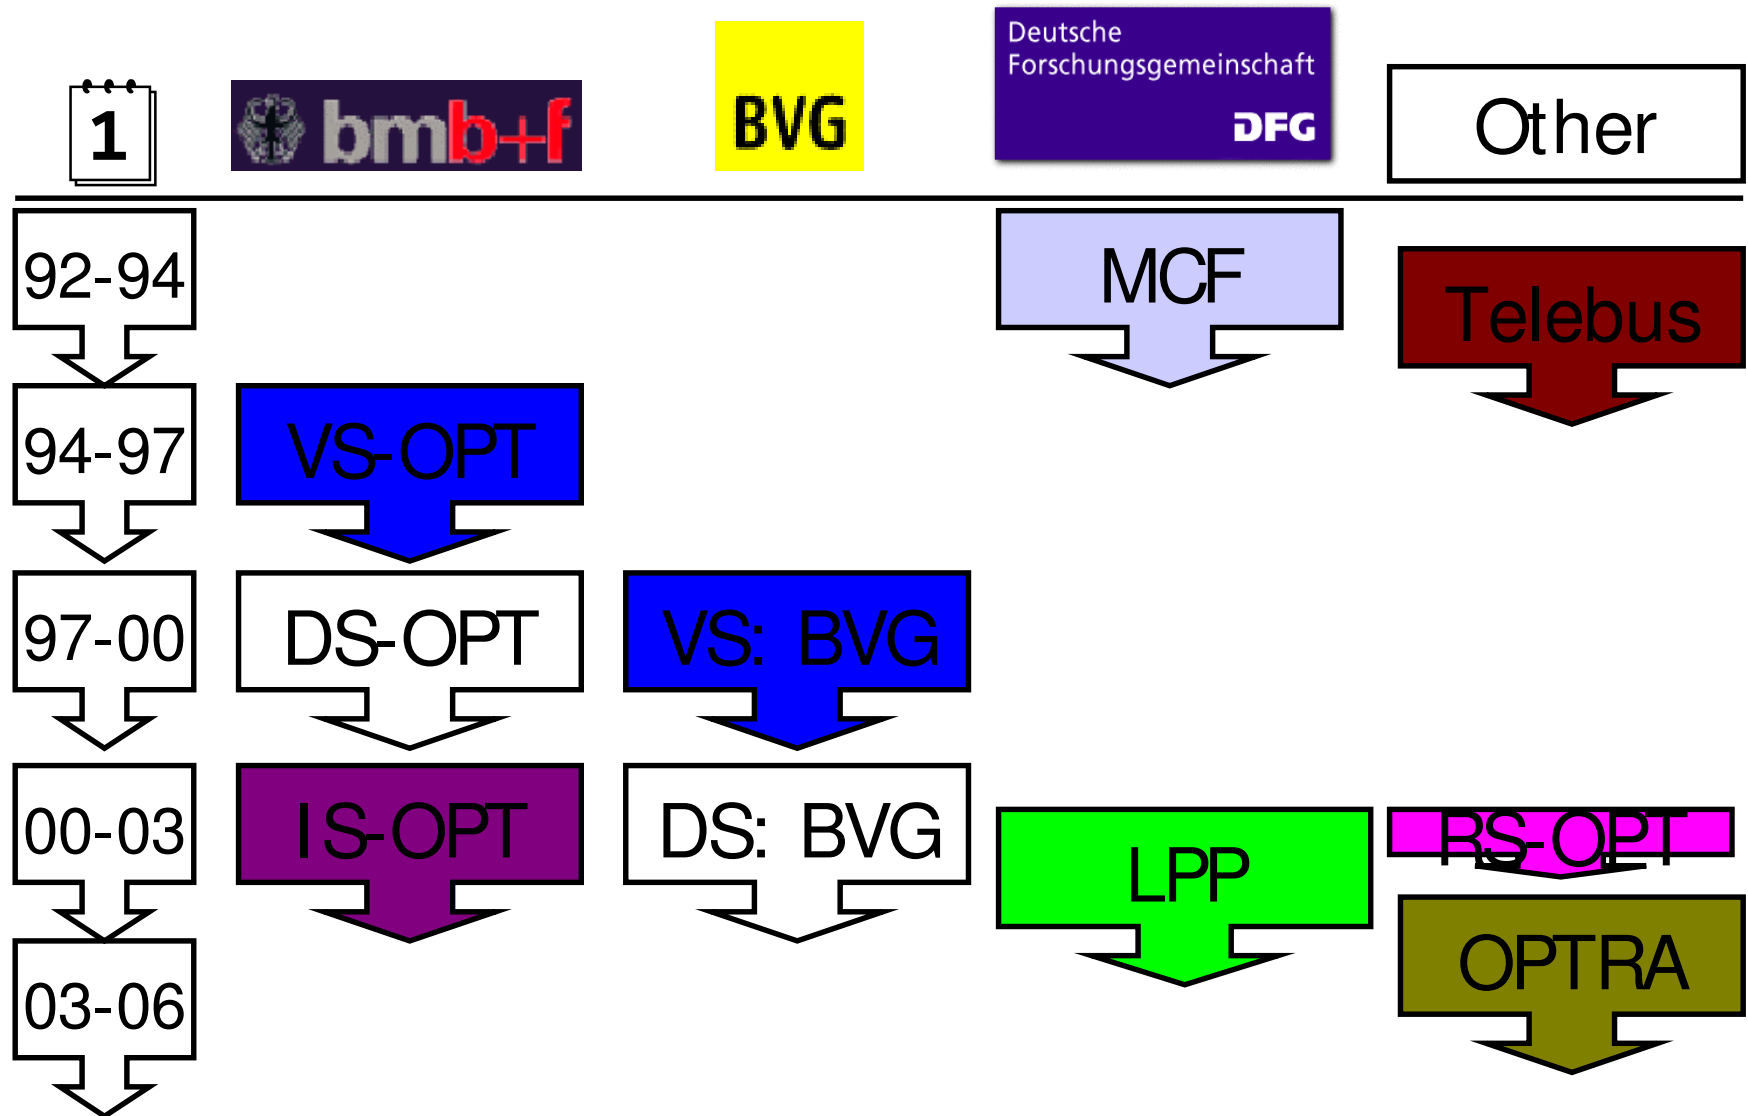 1
bmb+f
BVG
Deutsche
Forschungsgemeinschaft
DFG
Other
92-94
MCF
Telebus
94-97
VS-OPT
97-00
DS-OPT
VS: BVG
00-03
IS-OPT
DS: BVG
LPP
RS-OPT
03-06
OPTRA